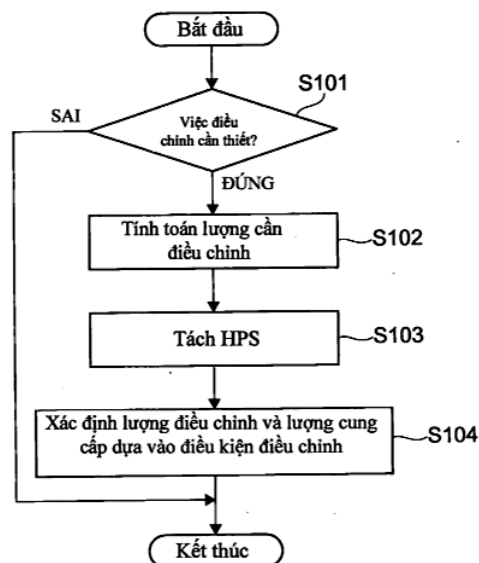 Bắt đầu
S101
SAI
Việc điều
chỉnh cần thiết?
ĐÚNG
Tính toán lượng cần
điều chỉnh
S102
Tách HPS
S103
Xác định lượng điều chỉnh và lượng cung
cấp dựa vào điều kiện điều chỉnh
S104
Kết thúc